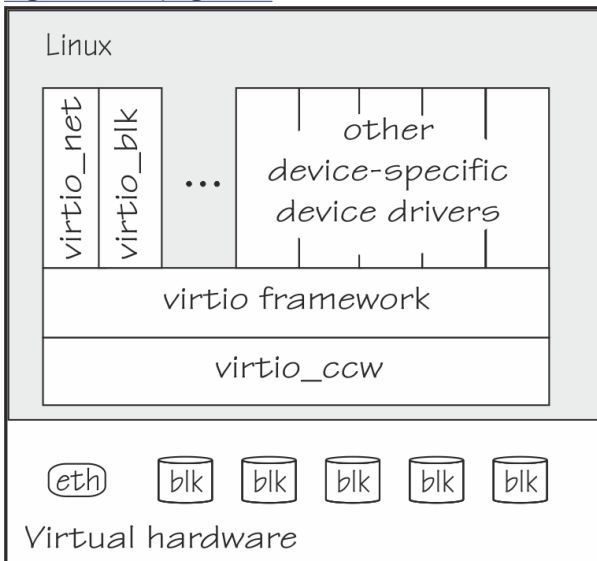 Linux
virtio_net
virtio_blk
...
other
device-specific
device drivers
virtio framework
virtio_ccw
eth
blk
blk
blk
blk
blk
Virtual hardware